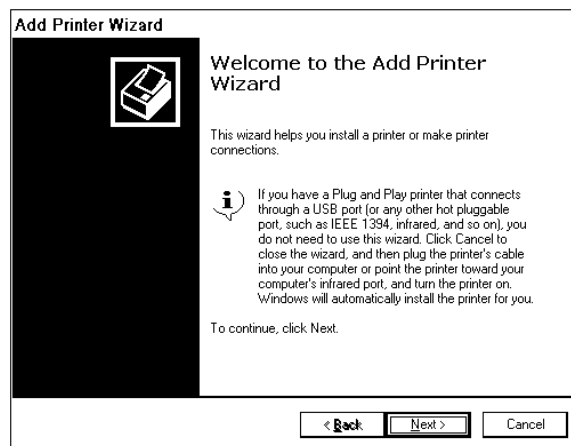 Add Printer Wizard
Welcome to the Add Printer
Wizard
This wizard helps you install a printer or make printer
connections.
If you have a Plug and Play printer that connects
through a USB port (or any other hot pluggable
port, such as IEEE 1394, infrared, and so on), you
do not need to use this wizard. Click Cancel to
close the wizard, and then plug the printer's cable
into your computer or point the printer toward your
computer's infrared port, and turn the printer on.
Windows will automatically install the printer for you.
To continue, click Next.
< Back Next > Cancel